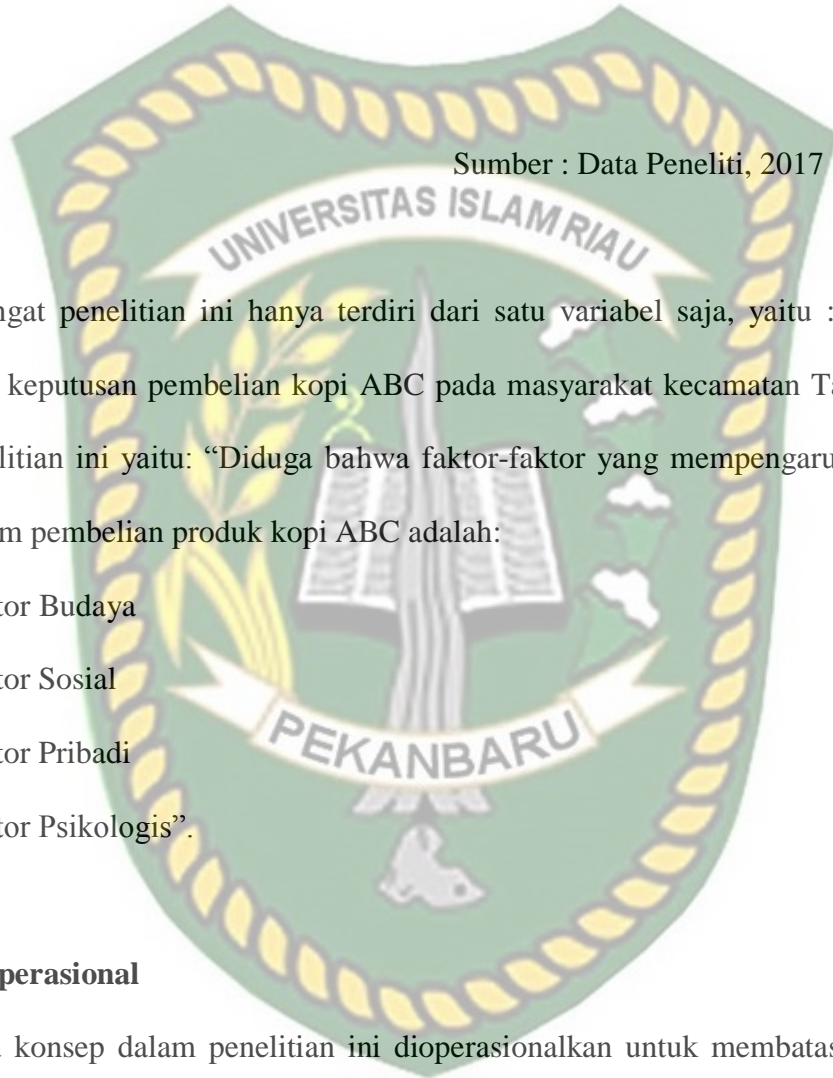 Sumber : Data Peneliti, 2017
UNIVERSITAS ISLAM RIAU
ngat penelitian ini hanya terdiri dari satu variabel saja, yaitu :
keputusan pembelian kopi ABC pada masyarakat kecamatan Ta
litian ini yaitu: “Diduga bahwa faktor-faktor yang mempengaru
m pembelian produk kopi ABC adalah:
tor Budaya
tor Sosial
tor Pribadi
PEKANBARU
tor Psikologis”.
perasional
konsep dalam penelitian ini dioperasionalkan untuk membatas